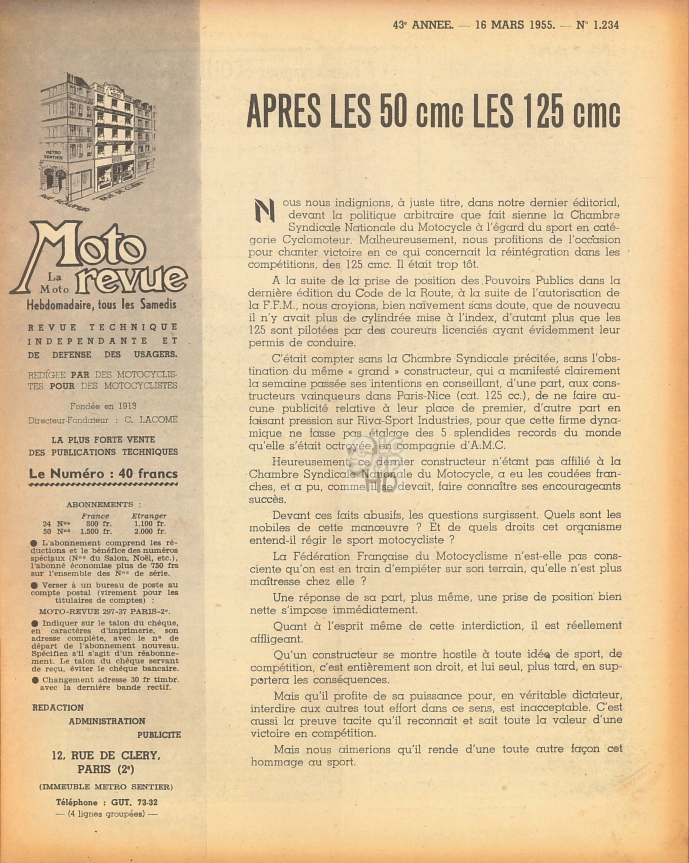 43e ANNEE. — 16 MARS 1955. — N° 1.234
APRES LES 50 cmc LES 125 cmc
METRO
SENTIER
Moto
revue
La
Moto
Hebdomadaire, tous les Samedis
REVUE TECHNIQUE
INDEPENDANTE ET
DE DEFENSE DES USAGERS.
REDIGEE PAR DES MOTOCYCLIS-
TES POUR DES MOTOCYCLISTES
Fondée en 1913
Directeur-Fondateur : C. LACOME
LA PLUS FORTE VENTE
DES PUBLICATIONS TECHNIQUES
Le Numéro : 40 francs
ABONNEMENTS :
France Etranger
24 Nos 800 fr. 1.100 fr.
50 Nos 1.500 fr. 2.000 fr.
● L'abonnement comprend les ré-
ductions et le bénéfice des numéros
spéciaux (Nos du Salon, Noël, etc.).
l'abonné économise plus de 750 frs
sur l'ensemble des Nos de série.
● Verser à un bureau de poste au
compte postal (virement pour les
titulaires de comptes) :
MOTO-REVUE 297-37 PARIS-2e.
● Indiquer sur le talon du chèque,
en caractères d'imprimerie, son
adresse complète, avec le n° de
départ de l'abonnement nouveau.
Spécifiez s'il s'agit d'un réabonne-
ment. Le talon du chèque servant
de reçu, éviter le chèque bancaire.
● Changement adresse 30 fr timbr.
avec la dernière bande rectif.
REDACTION
ADMINISTRATION
PUBLICITE
12, RUE DE CLERY,
PARIS (2e)
(IMMEUBLE METRO SENTIER)
Téléphone : GUT. 73-32
— (4 lignes groupées) —
Nous nous indignions, à juste titre, dans notre dernier éditorial,
devant la politique arbitraire que fait sienne la Chambre
Syndicale Nationale du Motocycle à l'égard du sport en caté-
gorie Cyclomoteur. Malheureusement, nous profitions de l'occasion
pour chanter victoire en ce qui concernait la réintégration dans les
compétitions, des 125 cmc. Il était trop tôt.
A la suite de la prise de position des Pouvoirs Publics dans la
dernière édition du Code de la Route, à la suite de l'autorisation de
la F.F.M., nous croyions, bien naïvement sans doute, que de nouveau
il n'y avait plus de cylindrée mise à l'index, d'autant plus que les
125 sont pilotées par des coureurs licenciés ayant évidemment leur
permis de conduire.
C'était compter sans la Chambre Syndicale précitée, sans l'obs-
tination du même « grand » constructeur, qui a manifesté clairement
la semaine passée ses intentions en conseillant, d'une part, aux cons-
tructeurs vainqueurs dans Paris-Nice (cat. 125 cc.), de ne faire au-
cune publicité relative à leur place de premier, d'autre part en
faisant pression sur Riva-Sport Industries, pour que cette firme dyna-
mique ne fasse pas étalage des 5 splendides records du monde
qu'elle s'était octroyée en compagnie d'A.M.C.
Heureusement, ce dernier constructeur n'étant pas affilié à la
Chambre Syndicale Nationale du Motocycle, a eu les coudées fran-
ches, et a pu, comme il se devait, faire connaître ses encourageants
succès.
Devant ces faits abusifs, les questions surgissent. Quels sont les
mobiles de cette manœuvre ? Et de quels droits cet organisme
entend-il régir le sport motocycliste ?
La Fédération Française du Motocyclisme n'est-elle pas cons-
ciente qu'on est en train d'empiéter sur son terrain, qu'elle n'est plus
maîtresse chez elle ?
Une réponse de sa part, plus même, une prise de position bien
nette s'impose immédiatement.
Quant à l'esprit même de cette interdiction, il est réellement
affligeant.
Qu'un constructeur se montre hostile à toute idée de sport, de
compétition, c'est entièrement son droit, et lui seul, plus tard, en sup-
portera les conséquences.
Mais qu'il profite de sa puissance pour, en véritable dictateur,
interdire aux autres tout effort dans ce sens, est inacceptable. C'est
aussi la preuve tacite qu'il reconnait et sait toute la valeur d'une
victoire en compétition.
Mais nous aimerions qu'il rende d'une toute autre façon cet
hommage au sport.